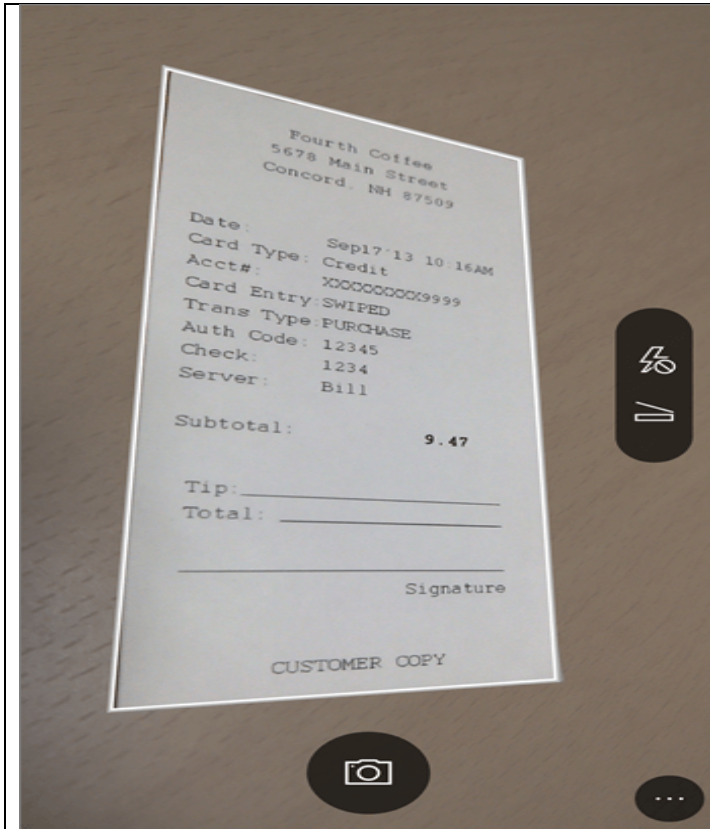 Fourth Coffee
5678 Main Street
Concord, NH 87509
Date: Sep17'13 10:16AM
Card Type: Credit
Acct#: XXXXXXXXX9999
Card Entry:SWIPED
Trans Type:PURCHASE
Auth Code: 12345
Check: 1234
Server: Bill
Subtotal: 9.47
Tip:
Total:
Signature
CUSTOMER COPY